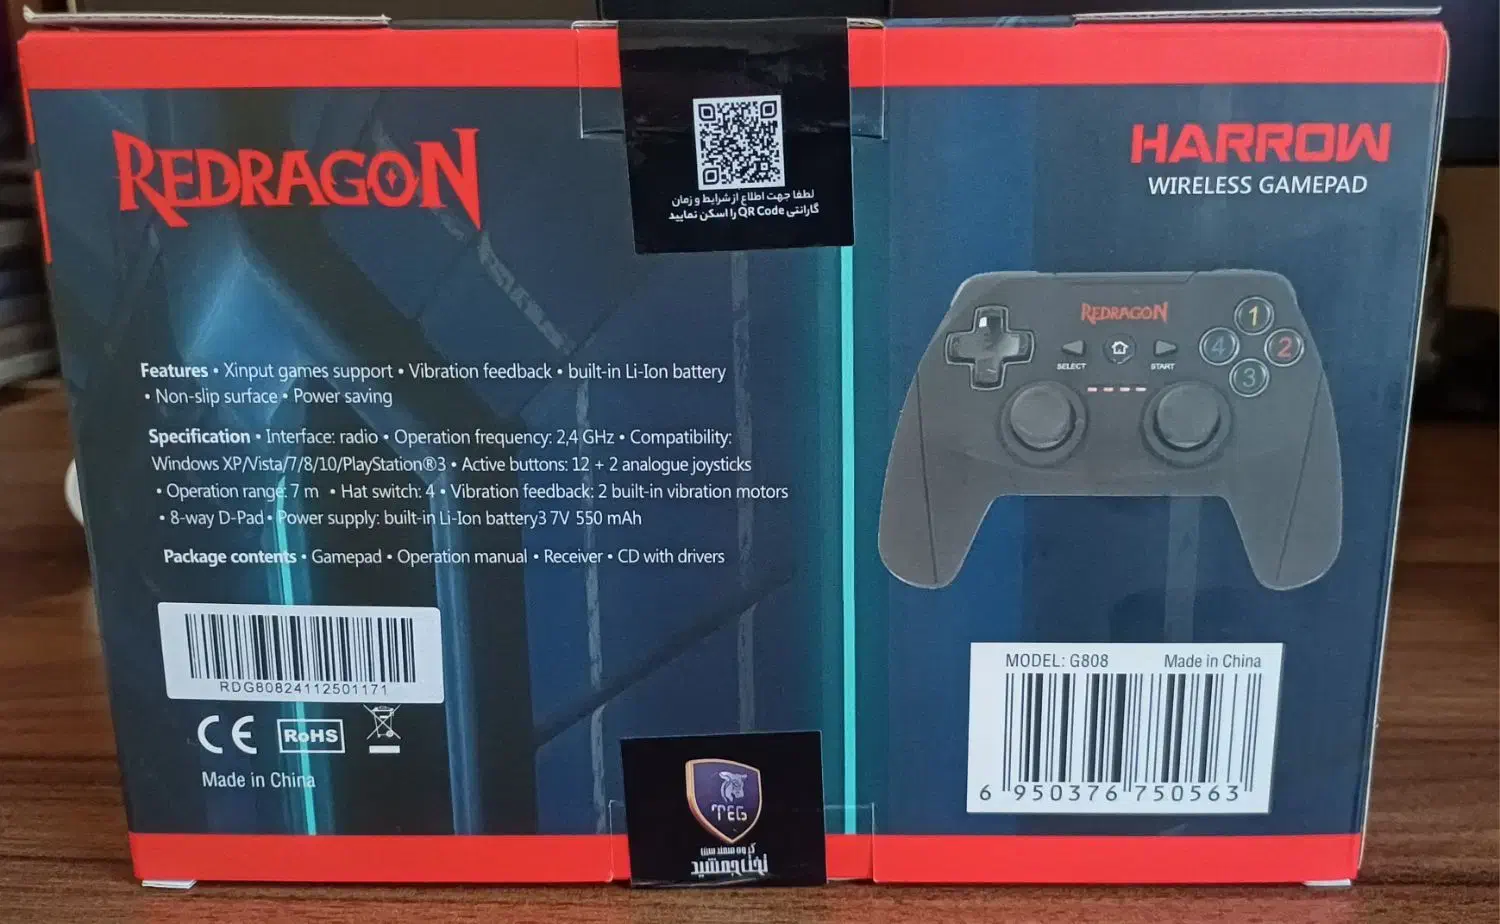 REDRAGON
لطفا جهت اطلاع از شرایط و زمان
گارانتی QR Code را اسکن نمایید
HARROW
WIRELESS GAMEPAD
REDRAGON
SELECT
START
1
2
3
4
Features • Xinput games support • Vibration feedback • built-in Li-Ion battery
• Non-slip surface • Power saving
Specification • Interface: radio • Operation frequency: 2,4 GHz • Compatibility:
Windows XP/Vista/7/8/10/PlayStation®3 • Active buttons: 12 + 2 analogue joysticks
• Operation range: 7 m • Hat switch: 4 • Vibration feedback: 2 built-in vibration motors
• 8-way D-Pad • Power supply: built-in Li-Ion battery3 7V 550 mAh
Package contents • Gamepad • Operation manual • Receiver • CD with drivers
RDG80824112501171
CE RoHS
Made in China
TEG
تخت جمشید
MODEL: G808 Made in China
6 950376 750563